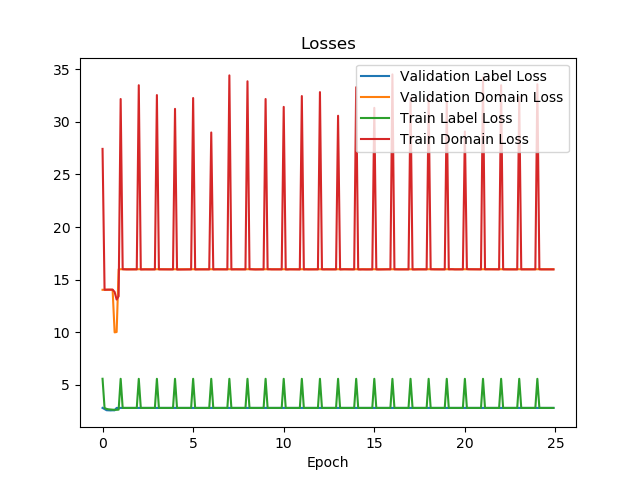 Losses
35
30
25
20
15
10
5
Validation Label Loss
Validation Domain Loss
Train Label Loss
Train Domain Loss
0 5 10 15 20 25
Epoch